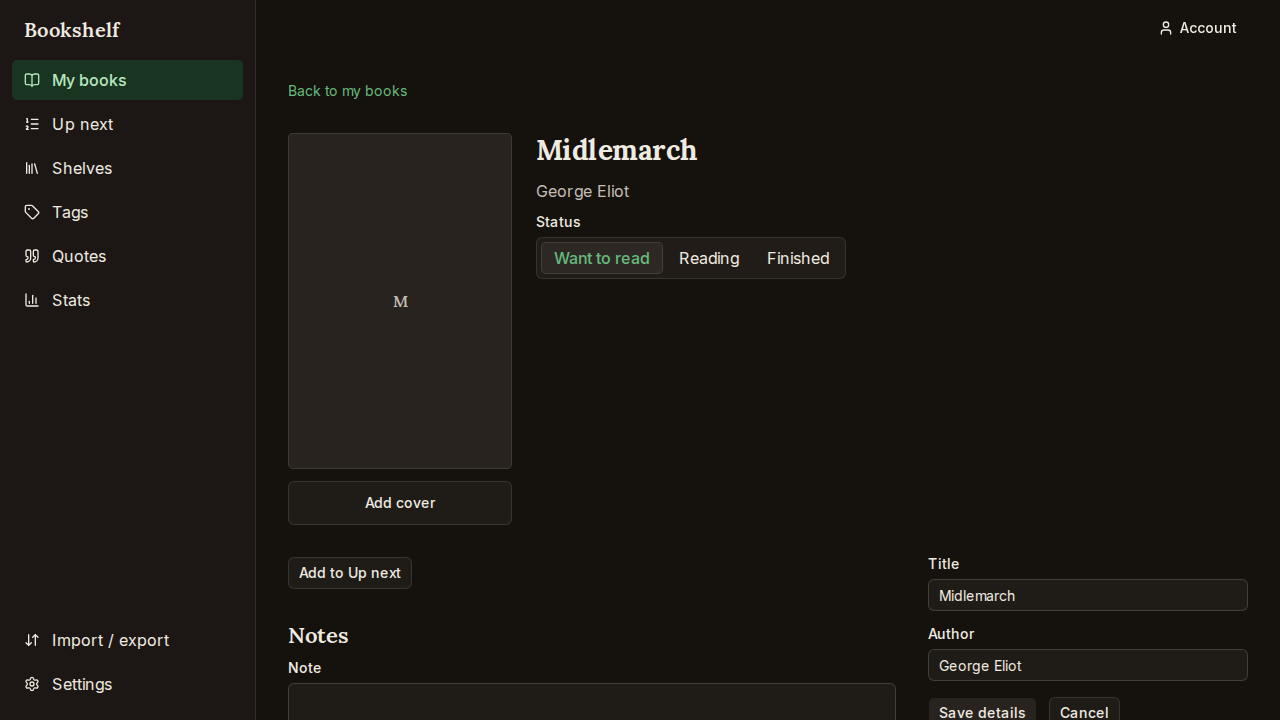 Bookshelf
My books
Up next
Shelves
Tags
Quotes
Stats
Import / export
Settings
Account
Back to my books
M
Add cover
Midlemarch
George Eliot
Status
Want to read
Reading
Finished
Add to Up next
Notes
Note
Title
Midlemarch
Author
George Eliot
Save details
Cancel